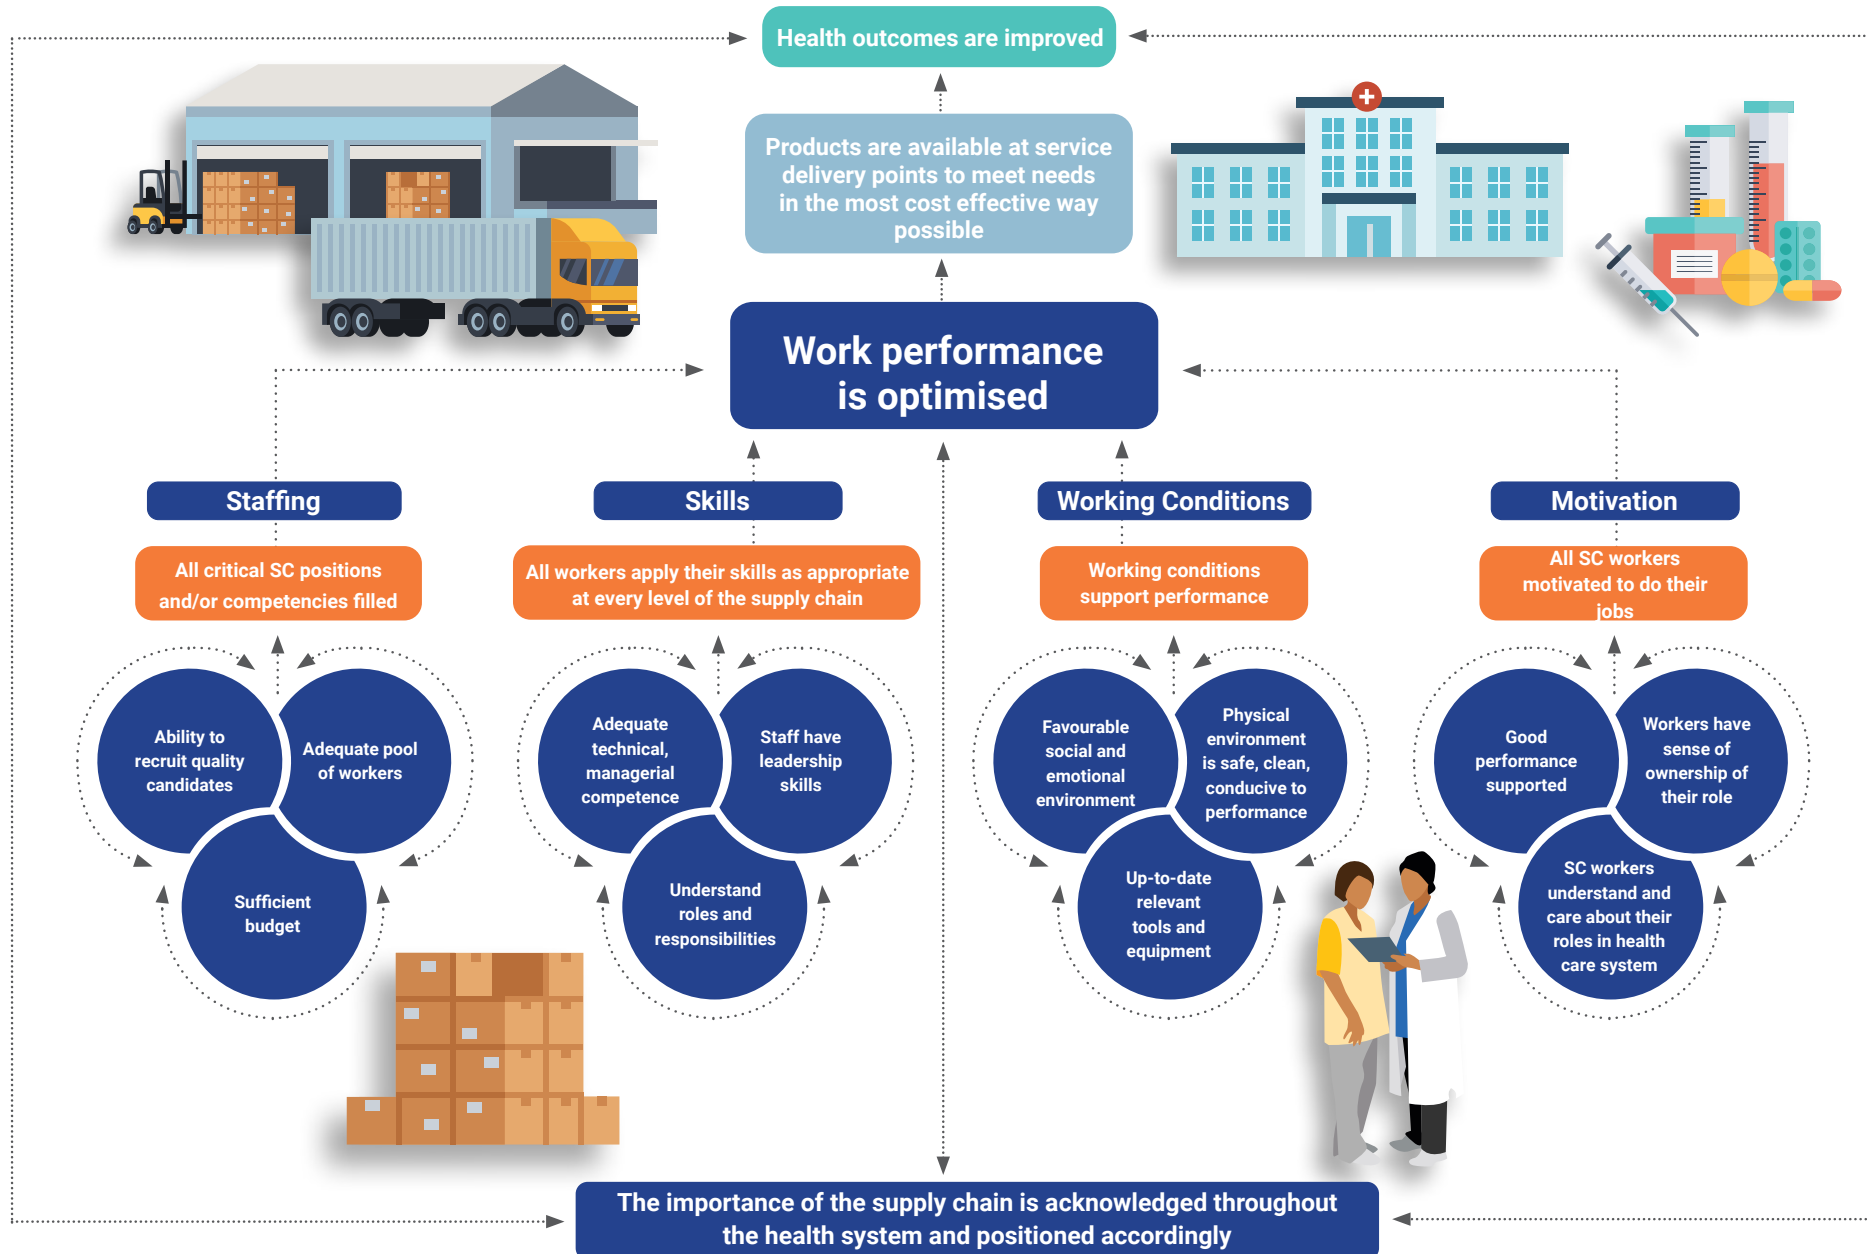 Health outcomes are improved
Products are available at service
delivery points to meet needs
in the most cost effective way
possible
Work performance
is optimised
Staffing
All critical SC positions
and/or competencies filled
Ability to
recruit quality
candidates
Adequate pool
of workers
Sufficient
budget
Skills
All workers apply their skills as appropriate
at every level of the supply chain
Adequate
technical,
managerial
competence
Staff have
leadership
skills
Understand
roles and
responsibilities
Working Conditions
Working conditions
support performance
Favourable
social and
emotional
environment
Physical
environment
is safe, clean,
conducive to
performance
Up-to-date
relevant
tools and
equipment
Motivation
All SC workers
motivated to do their
jobs
Good
performance
supported
Workers have
sense of
ownership of
their role
SC workers
understand and
care about their
roles in health
care system
The importance of the supply chain is acknowledged throughout
the health system and positioned accordingly